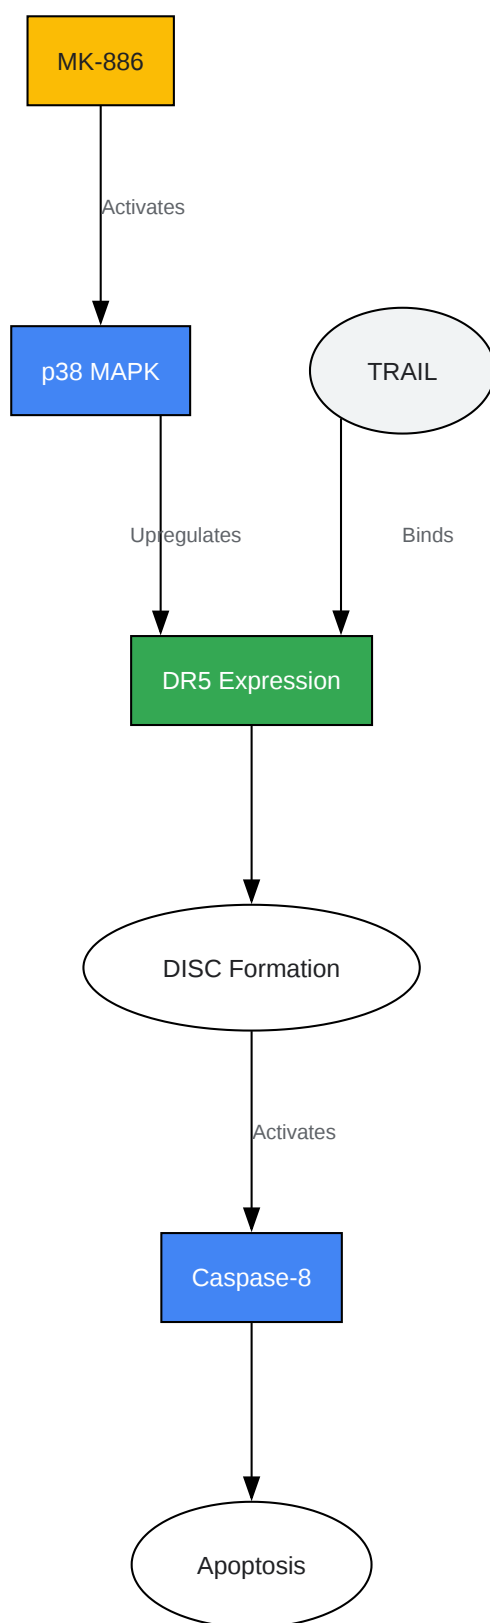 MK-886
Activates
p38 MAPK
TRAIL
Upregulates
Binds
DR5 Expression
DISC Formation
Activates
Caspase-8
Apoptosis